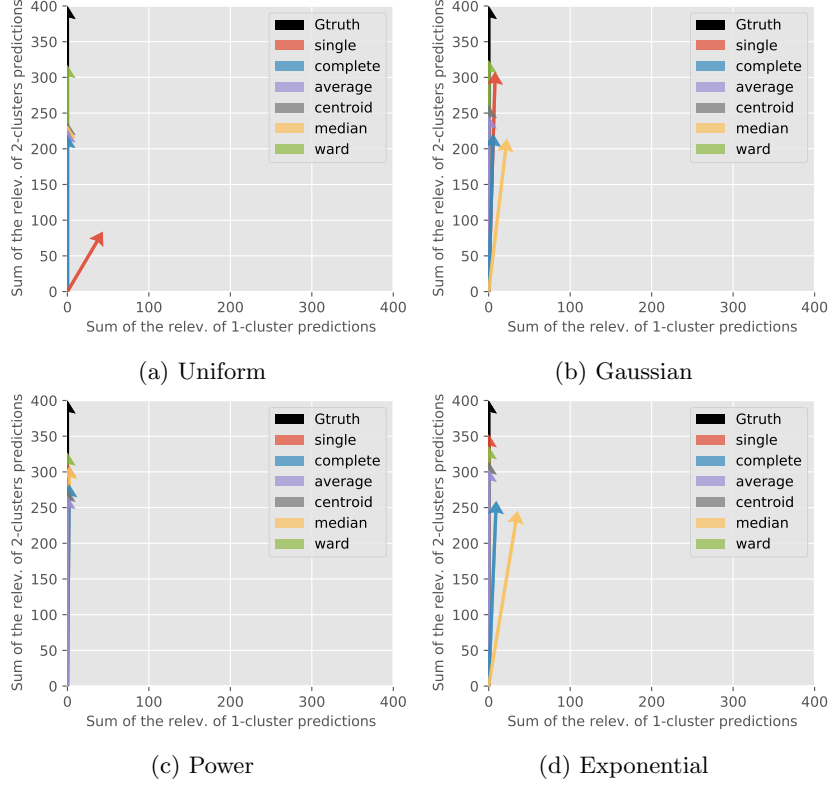 Sum of the relev. of 2-clusters predictions
400
350
300
250
200
150
100
50
0
0 100 200 300 400
Sum of the relev. of 1-cluster predictions
Gtruth
single
complete
average
centroid
median
ward
(a) Uniform
Sum of the relev. of 2-clusters predictions
400
350
300
250
200
150
100
50
0
0 100 200 300 400
Sum of the relev. of 1-cluster predictions
Gtruth
single
complete
average
centroid
median
ward
(b) Gaussian
Sum of the relev. of 2-clusters predictions
400
350
300
250
200
150
100
50
0
0 100 200 300 400
Sum of the relev. of 1-cluster predictions
Gtruth
single
complete
average
centroid
median
ward
(c) Power
Sum of the relev. of 2-clusters predictions
400
350
300
250
200
150
100
50
0
0 100 200 300 400
Sum of the relev. of 1-cluster predictions
Gtruth
single
complete
average
centroid
median
ward
(d) Exponential